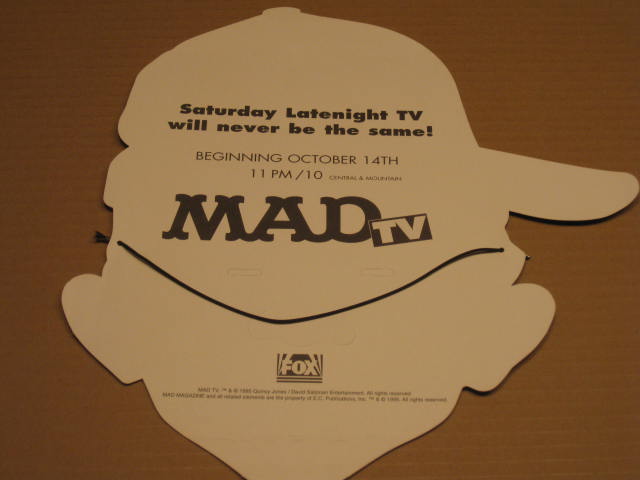 Saturday Latenight TV
will never be the same!
BEGINNING OCTOBER 14TH
11 PM/10 CENTRAL & MOUNTAIN
MAD TV
FOX
MAD TV, ™ & © 1995 Quincy Jones / David Salzman Entertainment. All rights reserved
MAD MAGAZINE and all related elements are the property of E.C. Publications, Inc. ™ & © 1995. All rights reserved.